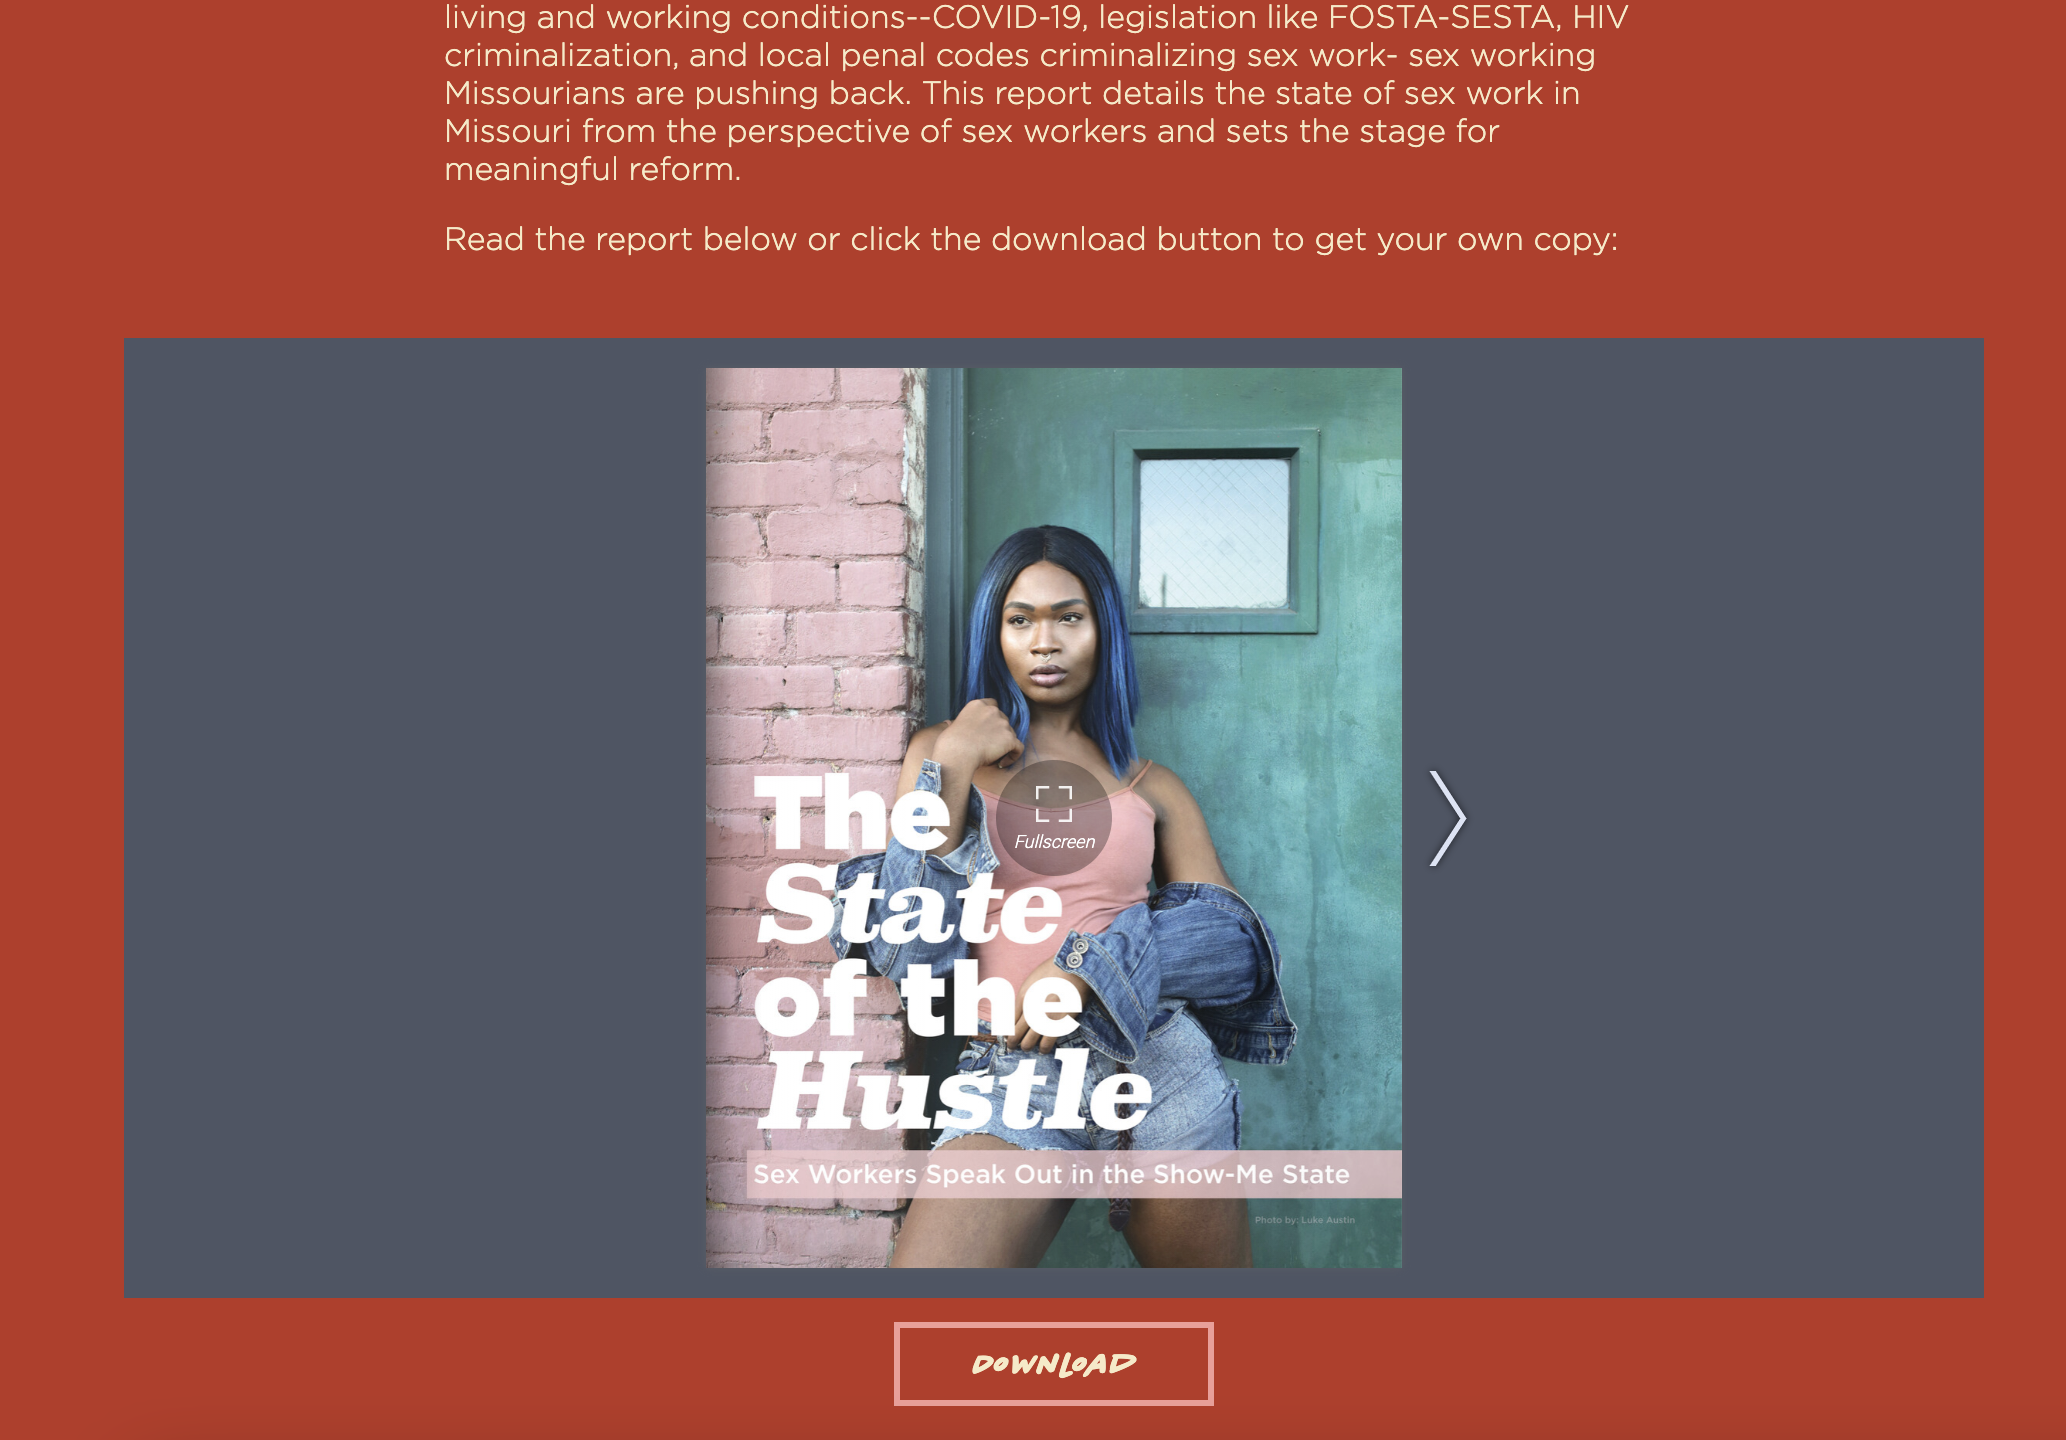 living and working conditions--COVID-19, legislation like FOSTA-SESTA, HIV
criminalization, and local penal codes criminalizing sex work- sex working
Missourians are pushing back. This report details the state of sex work in
Missouri from the perspective of sex workers and sets the stage for
meaningful reform.
Read the report below or click the download button to get your own copy:
Fullscreen
The
State
of the
Hustle
Sex Workers Speak Out in the Show-Me State
Photo by: Luke Austin
DOWNLOAD